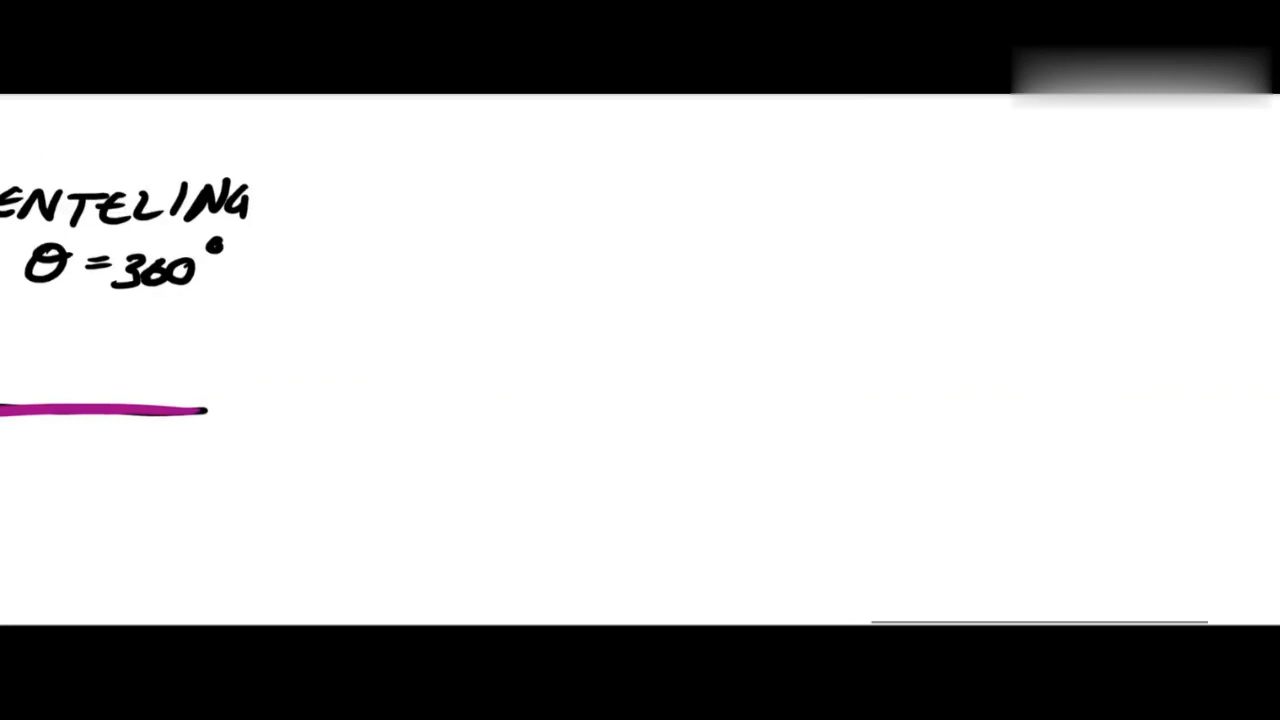 ENTELING
θ = 360°